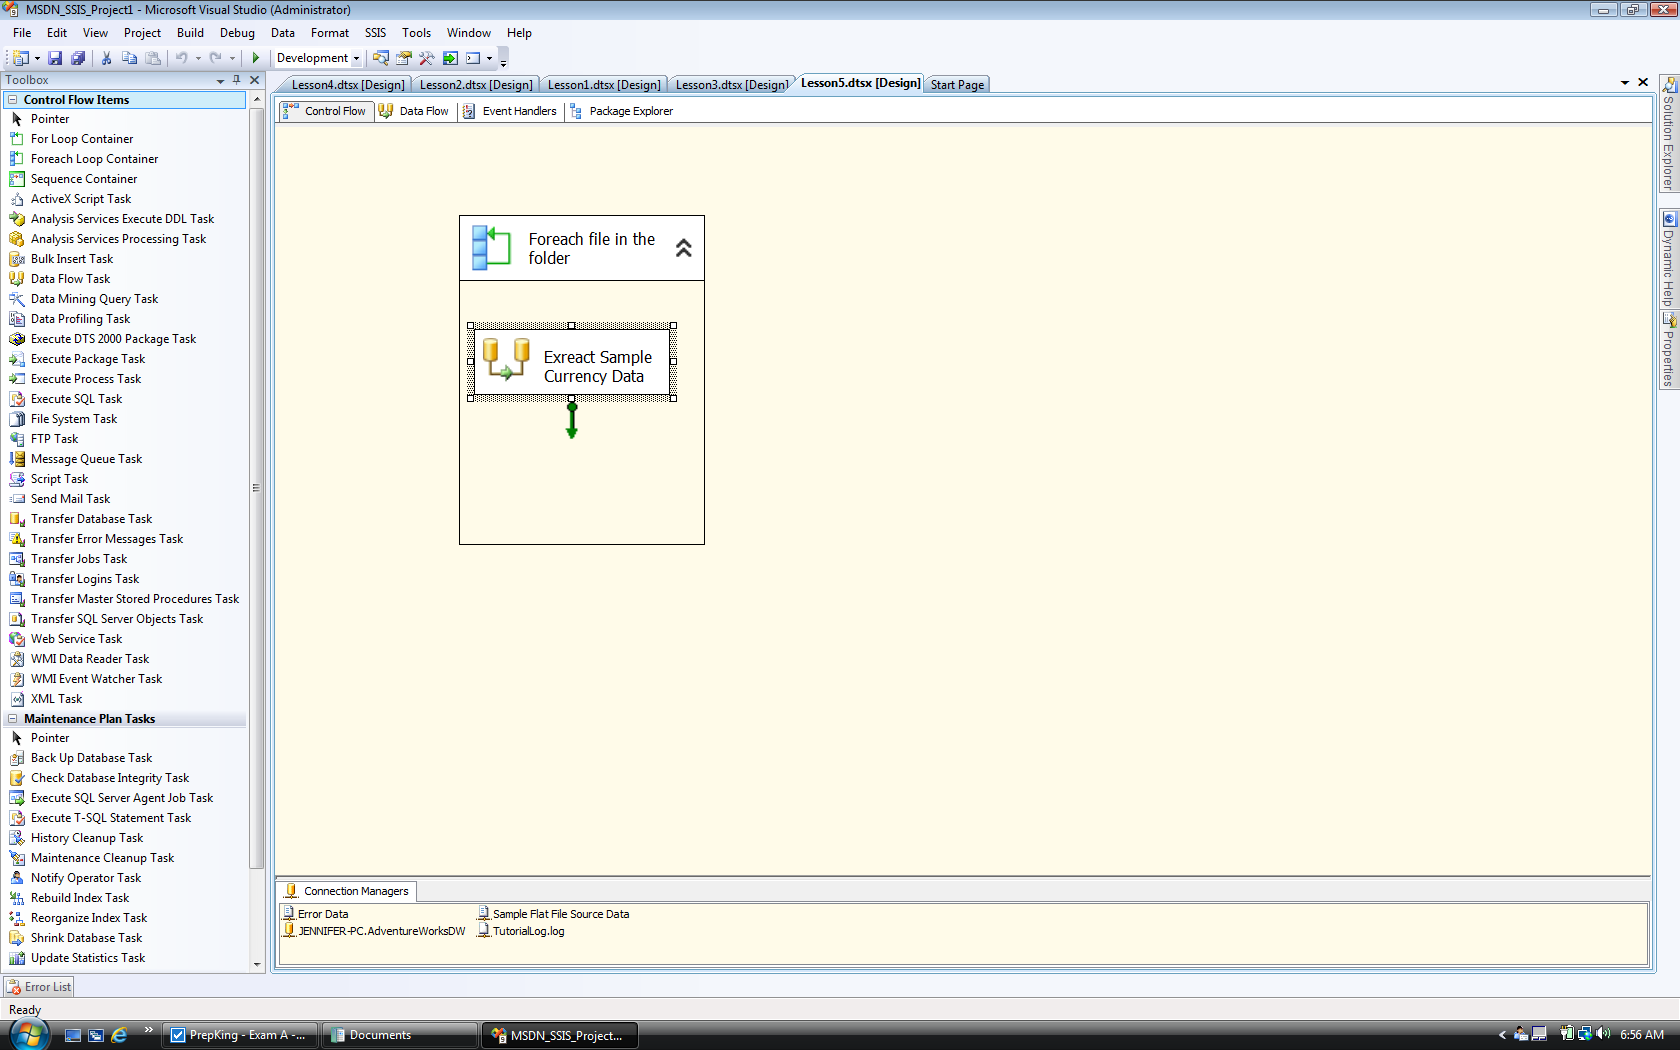 MSDN_SSIS_Project1 - Microsoft Visual Studio (Administrator)
File Edit View Project Build Debug Data Format SSIS Tools Window Help
Development
Toolbox
Lesson4.dtsx [Design] Lesson2.dtsx [Design] Lesson1.dtsx [Design] Lesson3.dtsx [Design] Lesson5.dtsx [Design] Start Page
Control Flow Data Flow Event Handlers Package Explorer
Control Flow Items
Pointer
For Loop Container
Foreach Loop Container
Sequence Container
ActiveX Script Task
Analysis Services Execute DDL Task
Analysis Services Processing Task
Bulk Insert Task
Data Flow Task
Data Mining Query Task
Data Profiling Task
Execute DTS 2000 Package Task
Execute Package Task
Execute Process Task
Execute SQL Task
File System Task
FTP Task
Message Queue Task
Script Task
Send Mail Task
Transfer Database Task
Transfer Error Messages Task
Transfer Jobs Task
Transfer Logins Task
Transfer Master Stored Procedures Task
Transfer SQL Server Objects Task
Web Service Task
WMI Data Reader Task
WMI Event Watcher Task
XML Task
Maintenance Plan Tasks
Pointer
Back Up Database Task
Check Database Integrity Task
Execute SQL Server Agent Job Task
Execute T-SQL Statement Task
History Cleanup Task
Maintenance Cleanup Task
Notify Operator Task
Rebuild Index Task
Reorganize Index Task
Shrink Database Task
Update Statistics Task
Foreach file in the
folder
Exreact Sample
Currency Data
Solution Explorer
Dynamic Help
Properties
Connection Managers
Error Data Sample Flat File Source Data
JENNIFER-PC.AdventureWorksDW TutorialLog.log
Error List
Ready
PrepKing - Exam A -... Documents MSDN_SSIS_Project... 6:56 AM